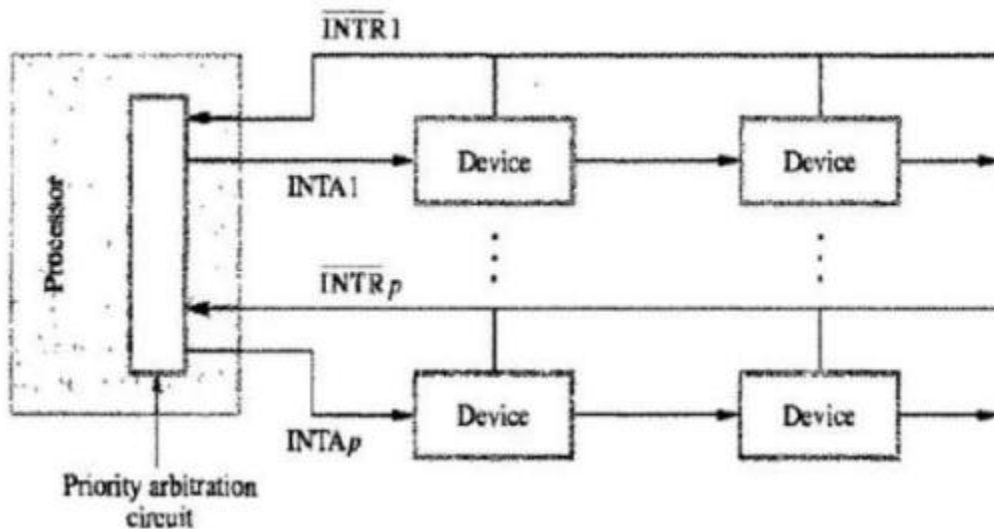 INTR1
Processor
Device
Device
INTA1
INTRp
Device
Device
INTAp
Priority arbitration
circuit